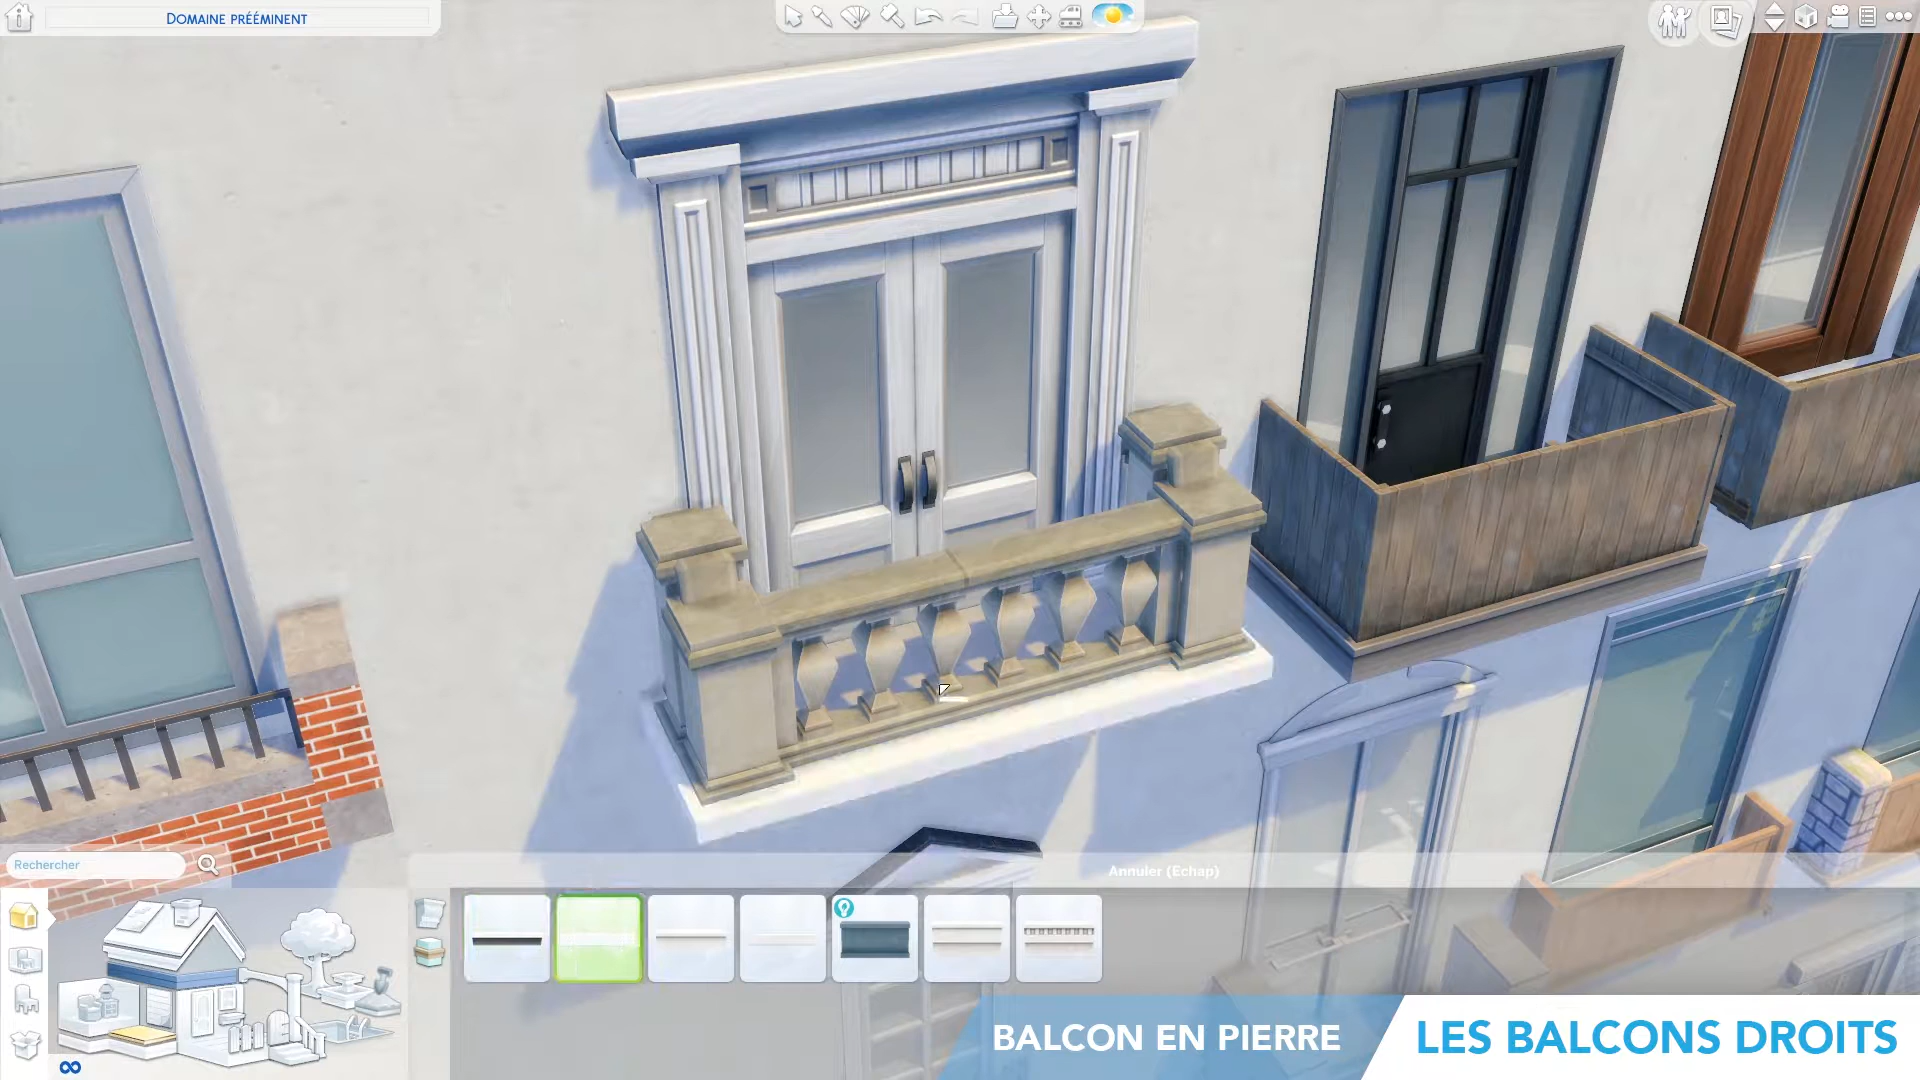 Domaine prééminent
Rechercher
Annuler (Echap)
BALCON EN PIERRE
LES BALCONS DROITS